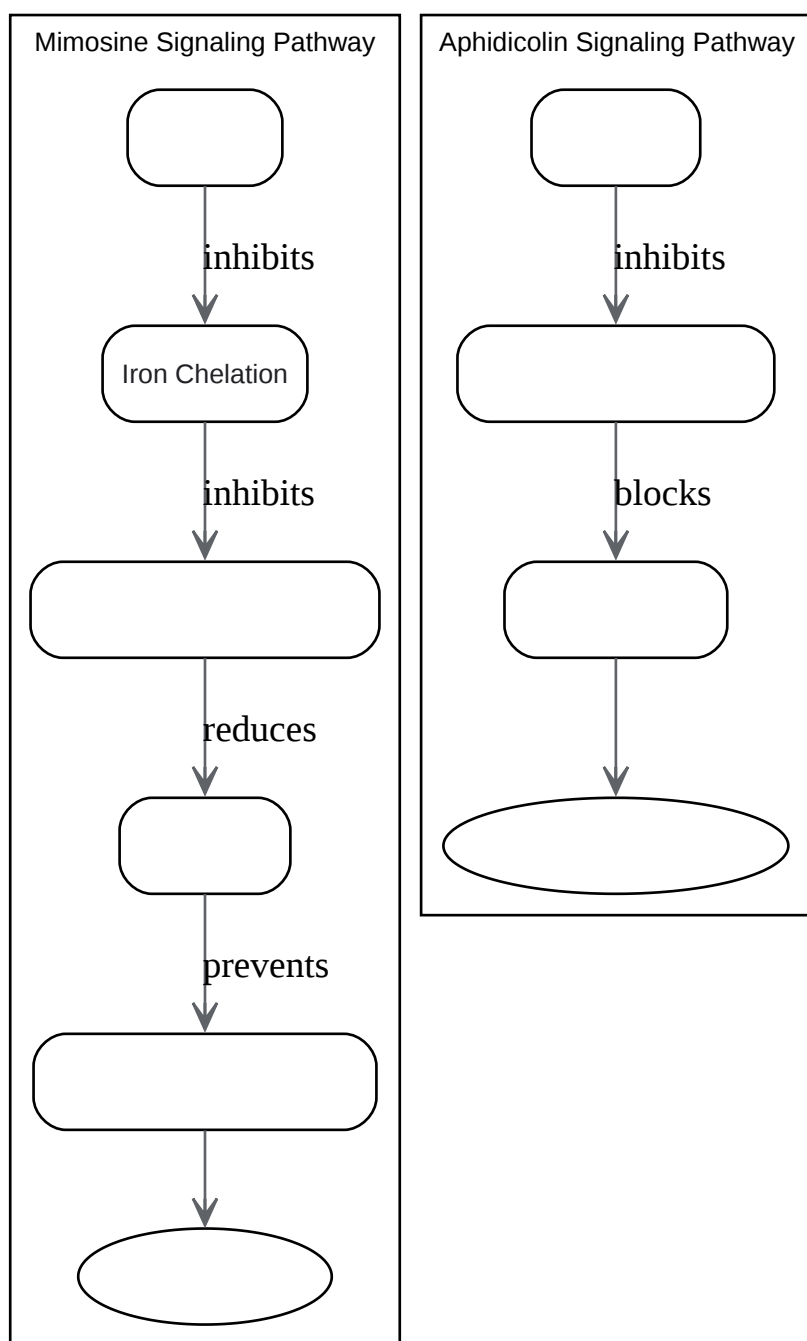 Mimosine Signaling Pathway
inhibits
Iron Chelation
inhibits
reduces
prevents
Aphidicolin Signaling Pathway
inhibits
blocks